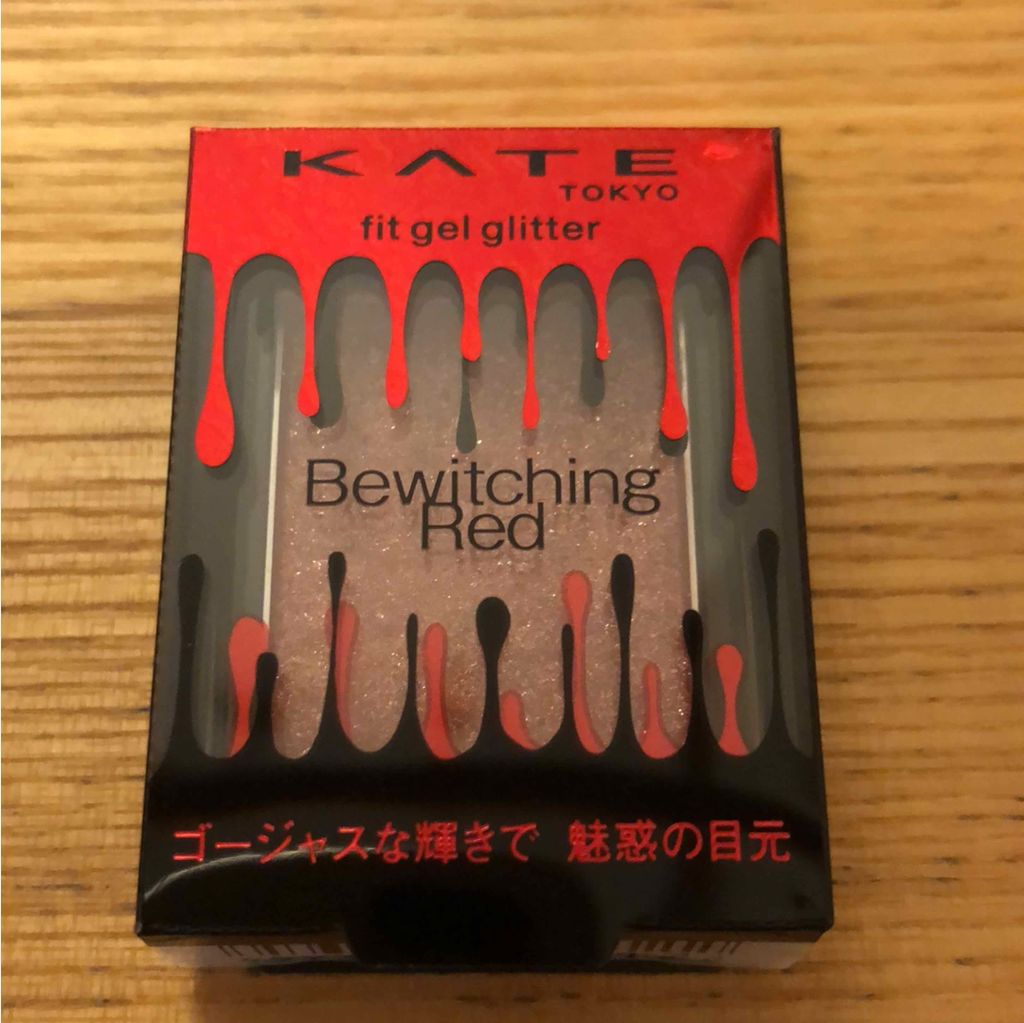 KATE
TOKYO
fit gel glitter
Bewitching
Red
ゴージャスな輝きで 魅惑の目元